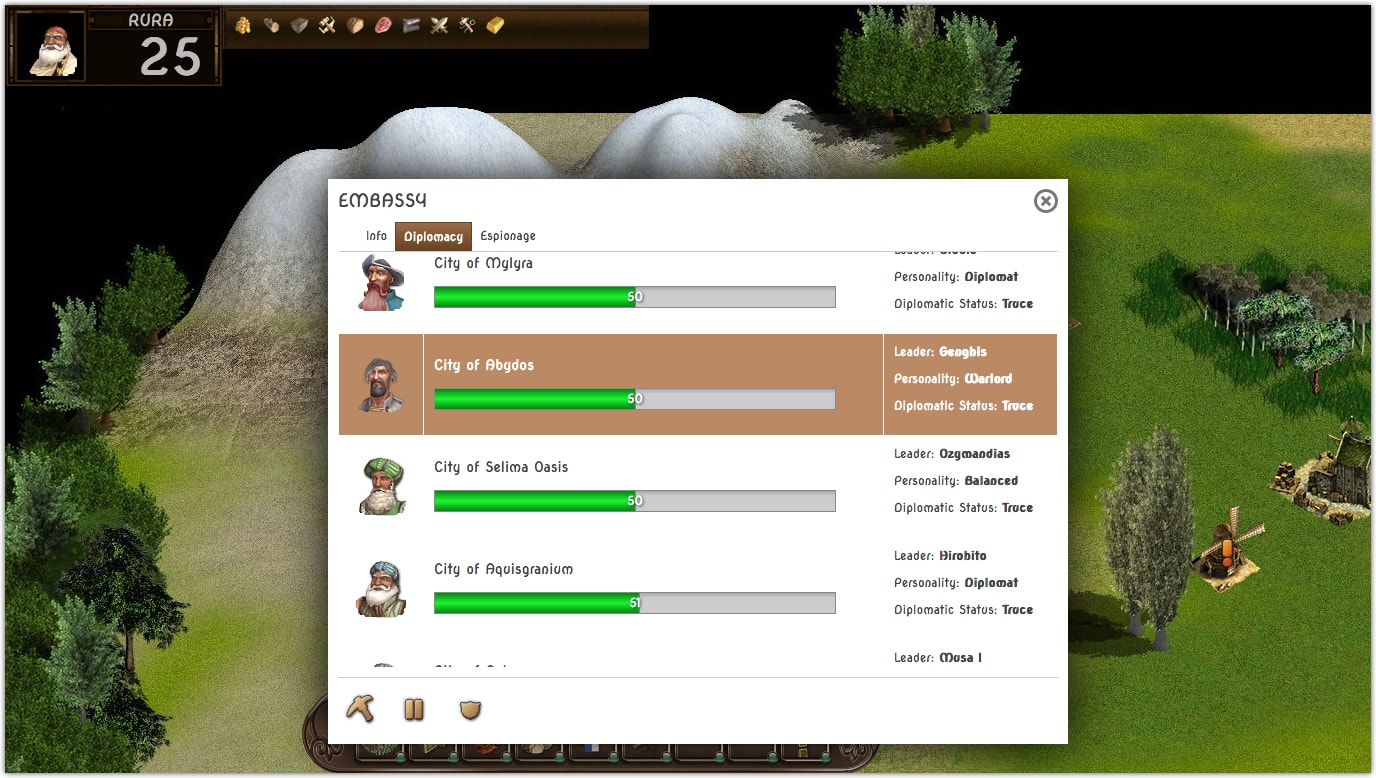 RURA
25
EMBASSY
Info Diplomacy Espionage
City of Mylyra
50
Personality: Diplomat
Diplomatic Status: Truce
City of Abydos
50
Leader: Genghis
Personality: Warlord
Diplomatic Status: Truce
City of Selima Oasis
50
Leader: Ozymandias
Personality: Balanced
Diplomatic Status: Truce
City of Aquisgranium
51
Leader: Hirohito
Personality: Diplomat
Diplomatic Status: Truce
Leader: Musa I